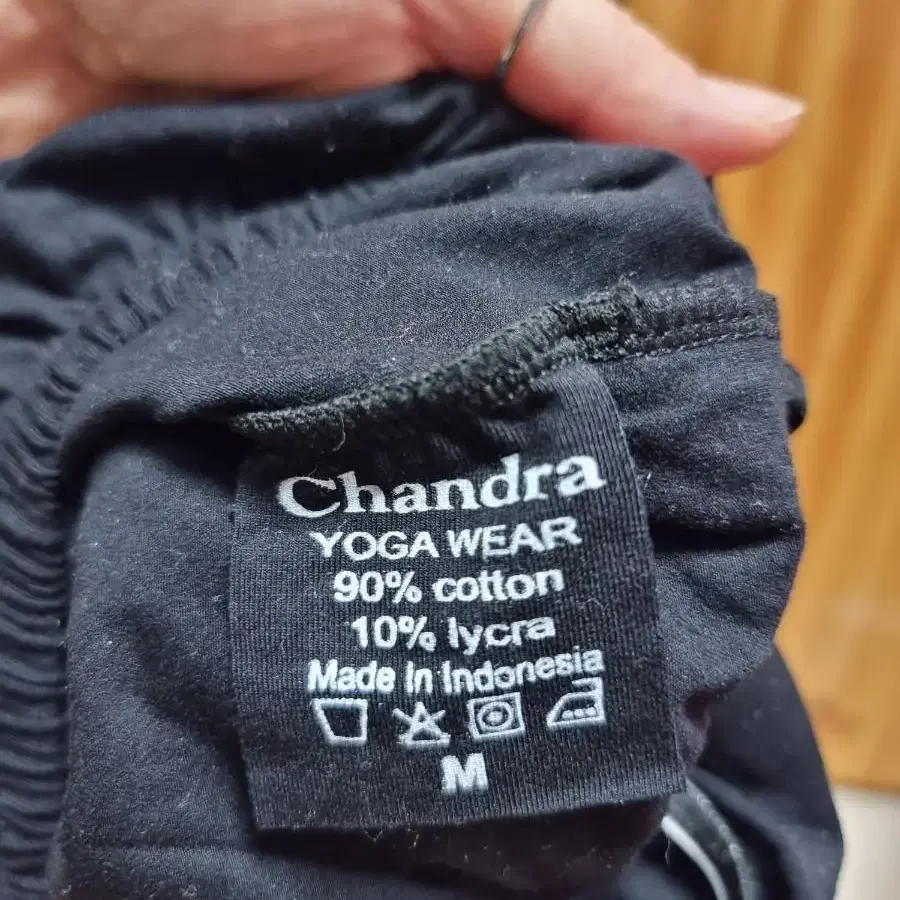 Chandra
YOGA WEAR
90% cotton
10% lycra
Made In Indonesia
M